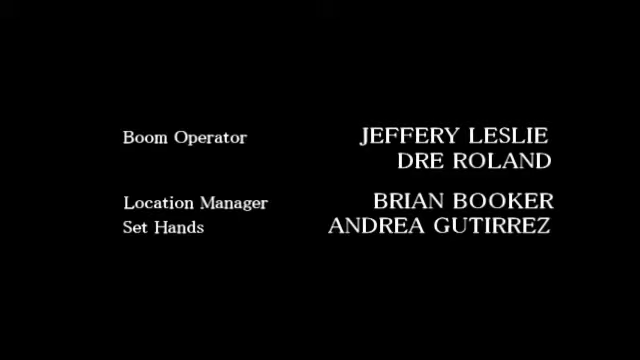 Boom Operator JEFFERY LESLIE
DRE ROLAND
Location Manager BRIAN BOOKER
Set Hands ANDREA GUTIRREZ